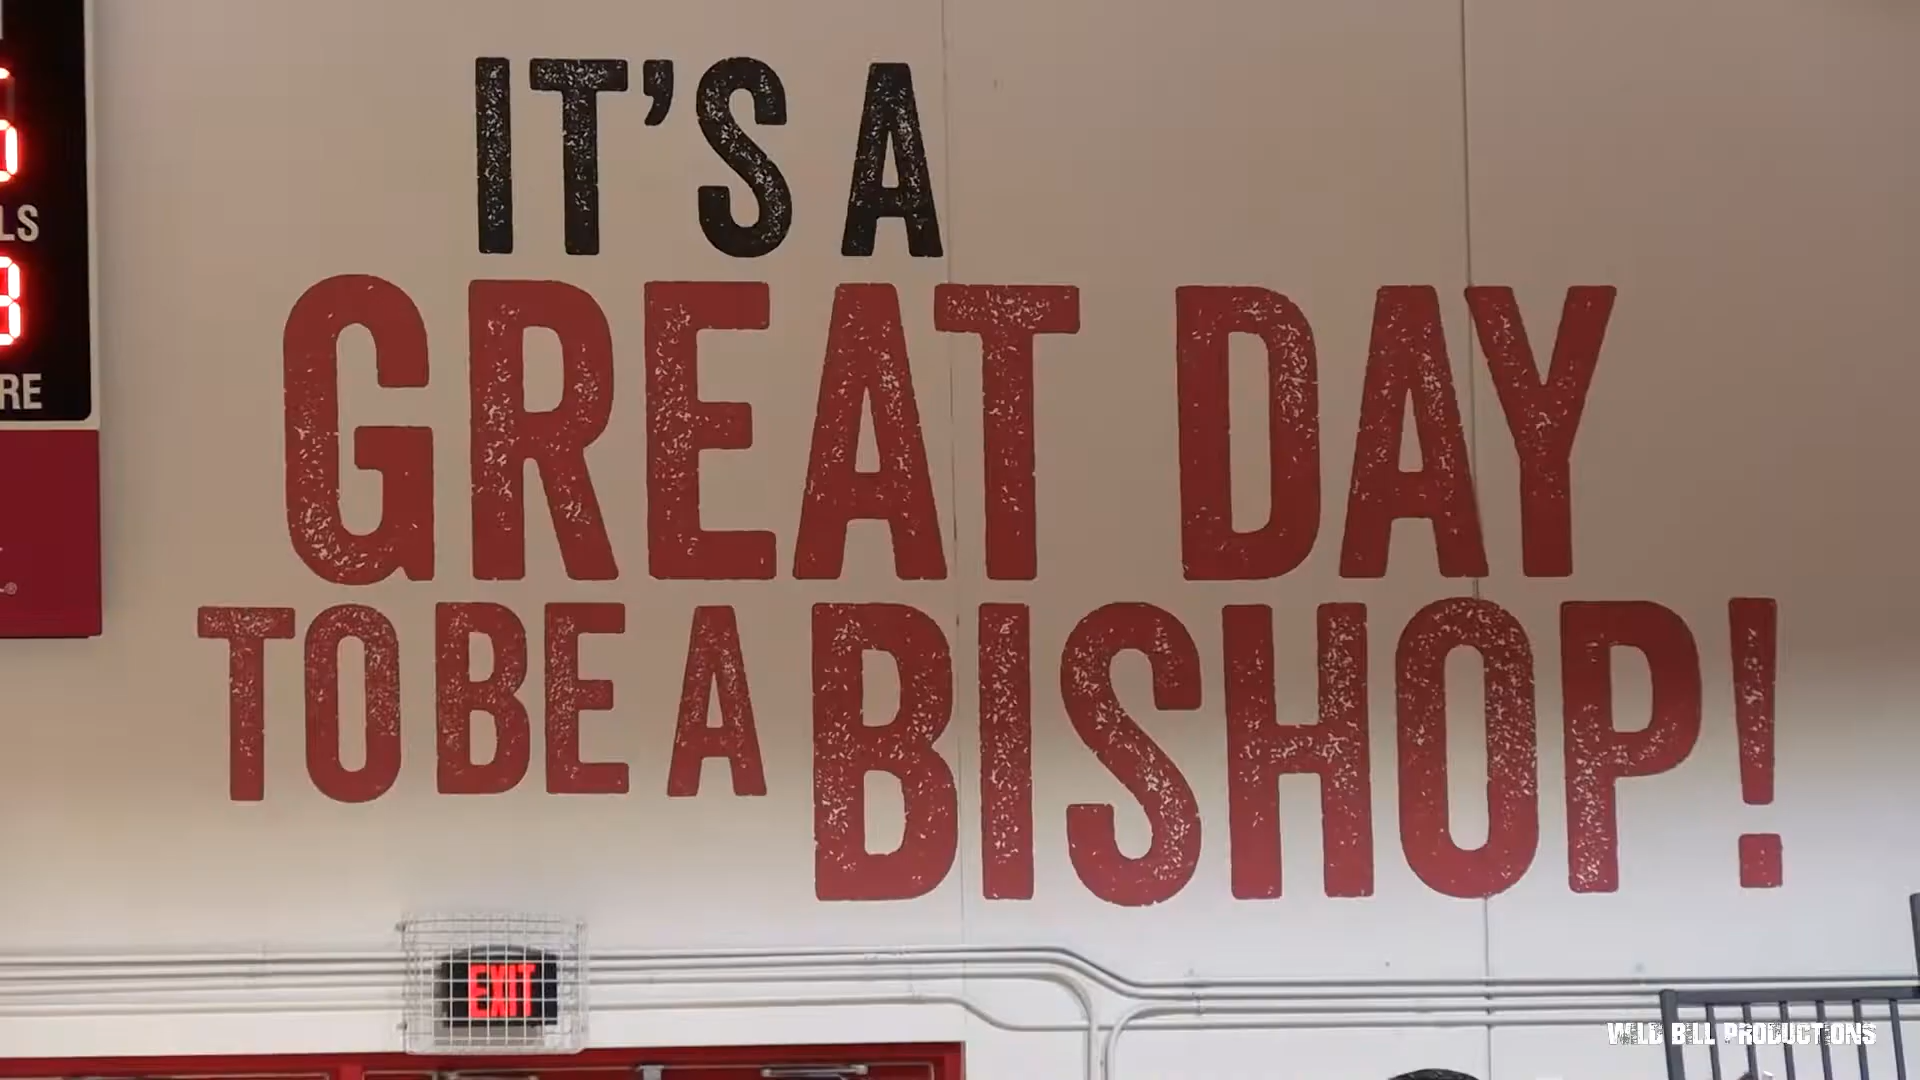 IT'S A
GREAT DAY
TO BE A BISHOP!
EXIT
WILD BILL PRODUCTIONS